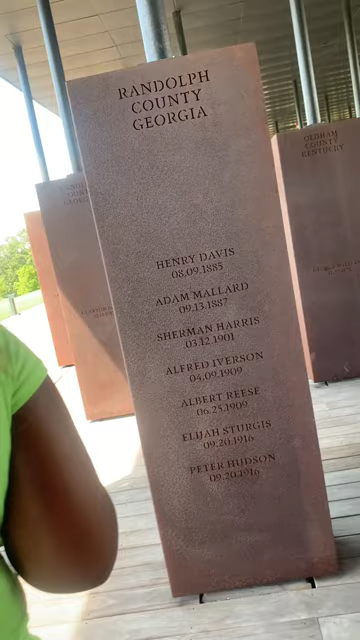 RANDOLPH
COUNTY
GEORGIA
HENRY DAVIS
08.09.1885
ADAM MALLARD
09.13.1887
SHERMAN HARRIS
03.12.1901
ALFRED IVERSON
04.09.1909
ALBERT REESE
06.25.1909
ELIJAH STURGIS
09.20.1916
PETER HUDSON
09.20.1916
OLDHAM
COUNTY
KENTUCKY